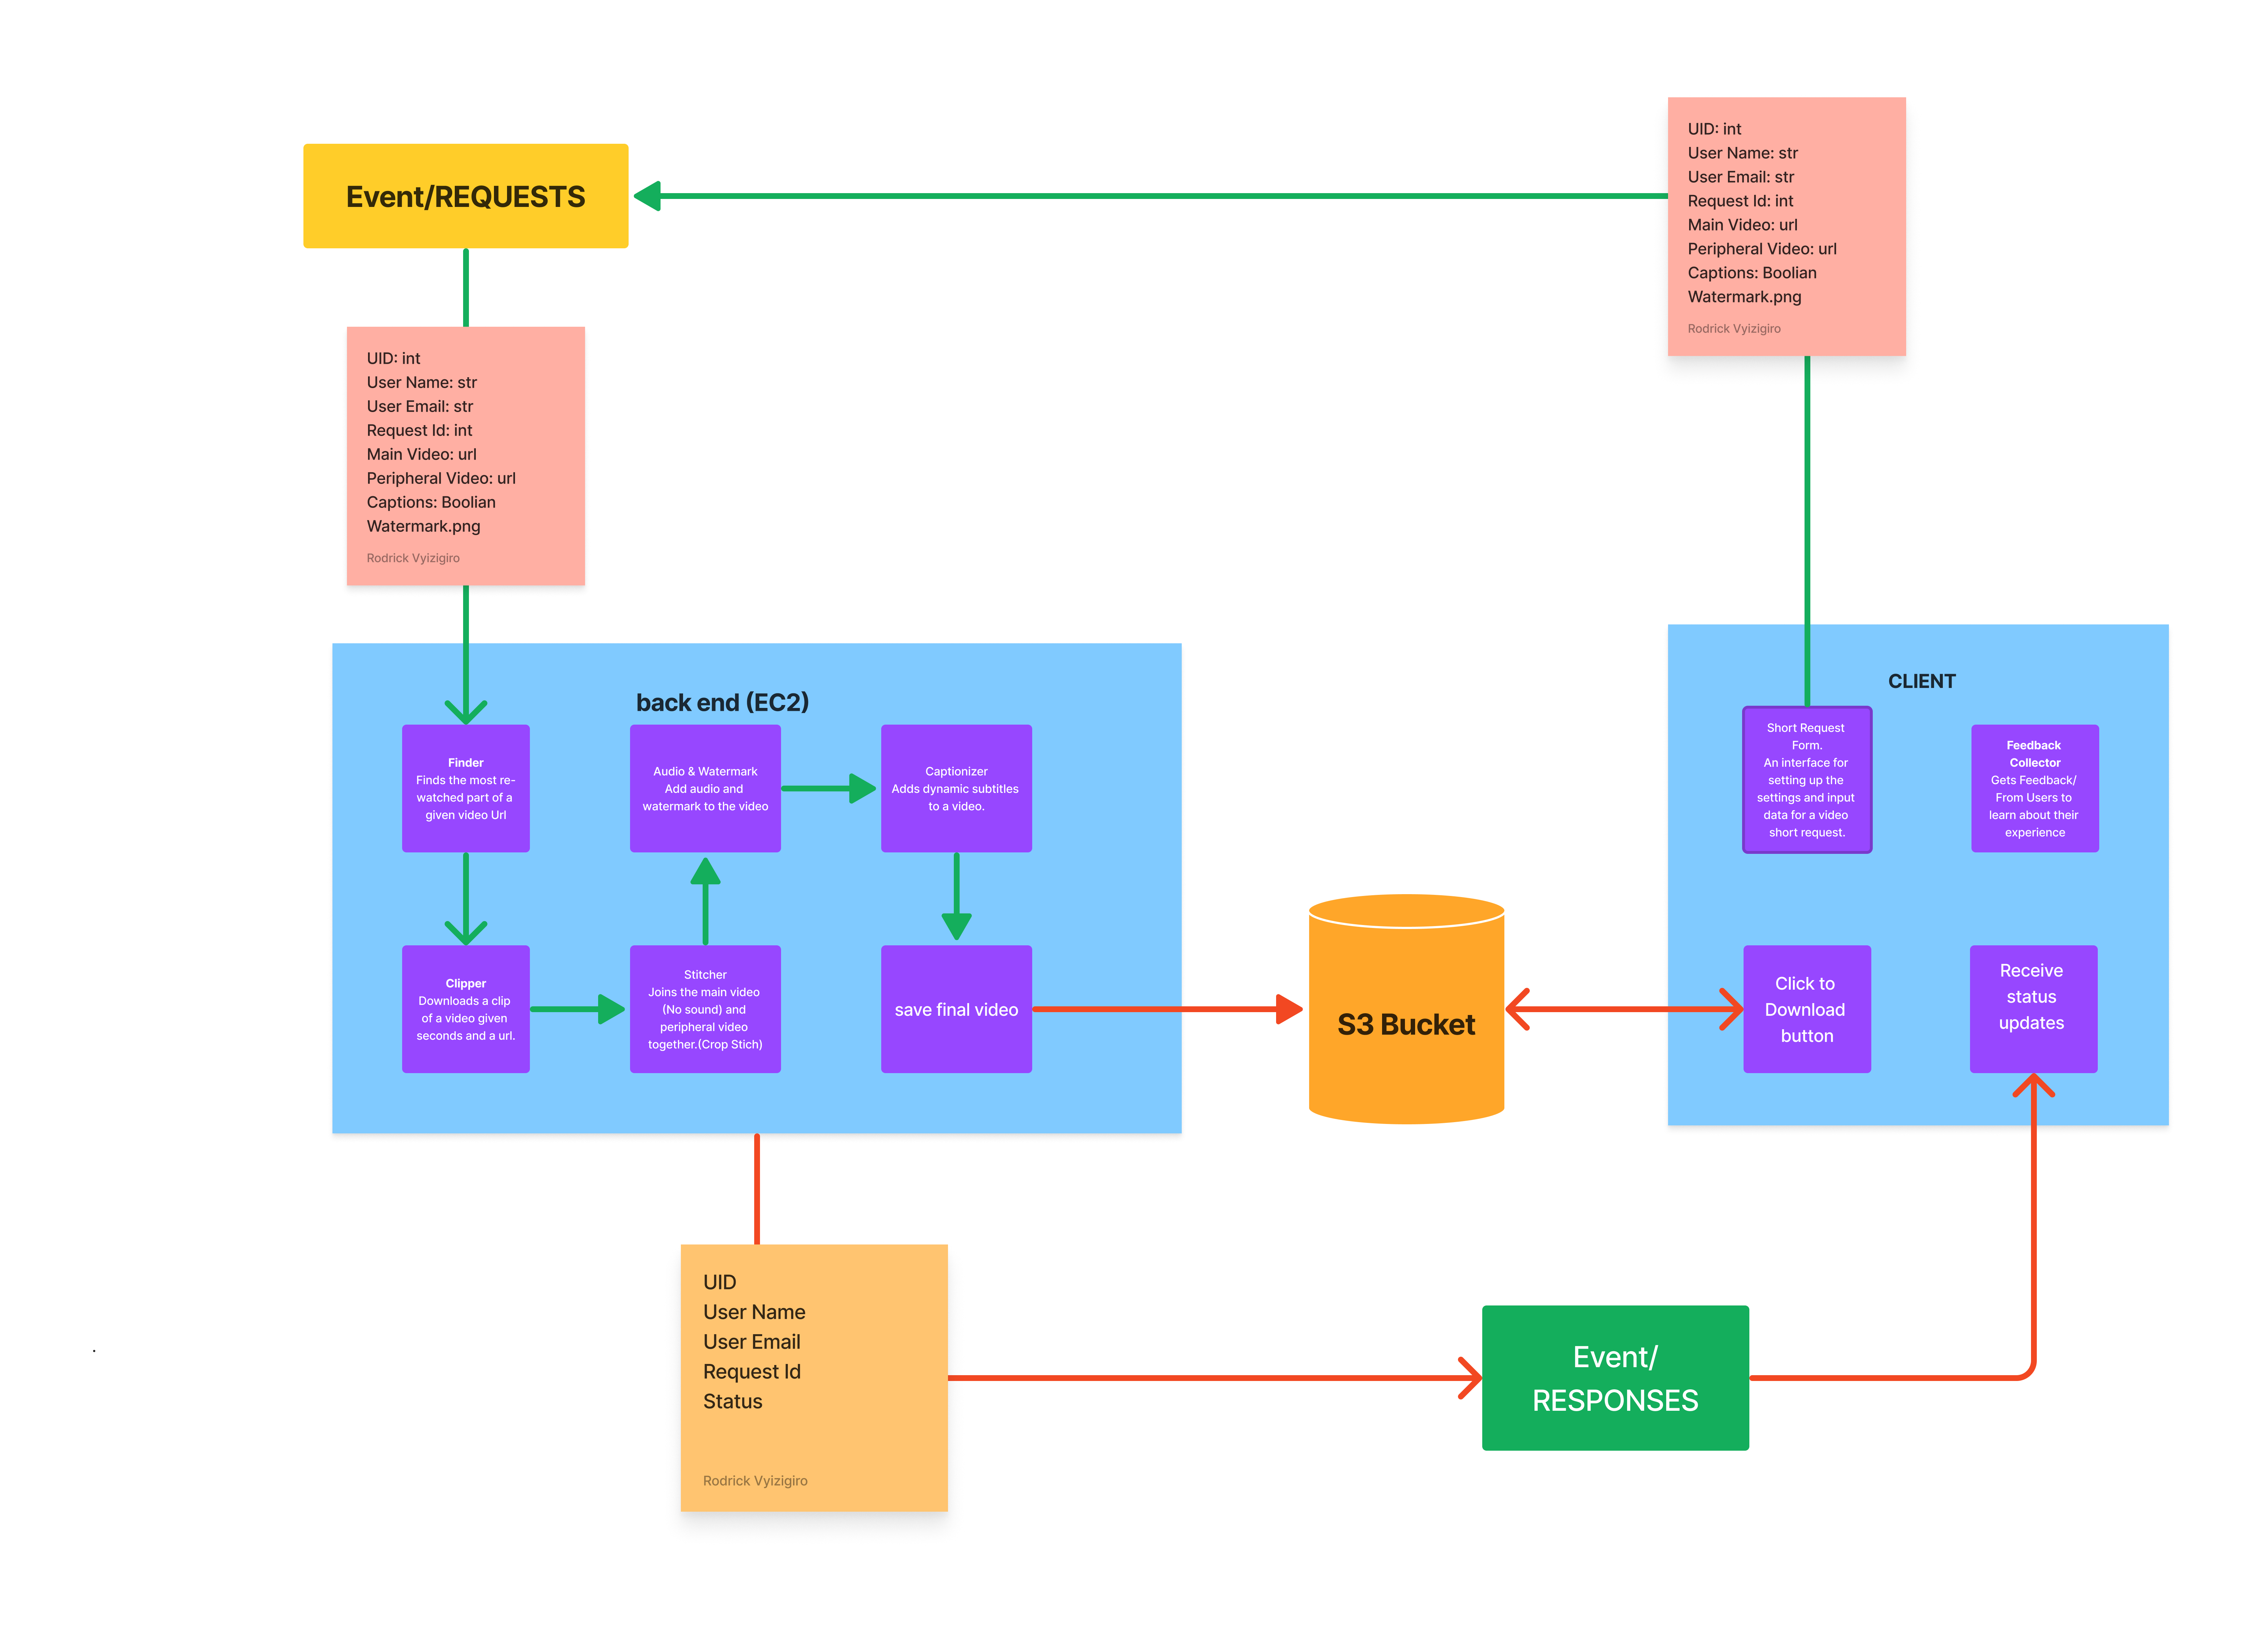 Event/REQUESTS
UID: int
User Name: str
User Email: str
Request Id: int
Main Video: url
Peripheral Video: url
Captions: Boolian
Watermark.png
Rodrick Vyizigiro
UID: int
User Name: str
User Email: str
Request Id: int
Main Video: url
Peripheral Video: url
Captions: Boolian
Watermark.png
Rodrick Vyizigiro
back end (EC2)
Finder
Finds the most re-
watched part of a
given video Url
Audio & Watermark
Add audio and
watermark to the video
Captionizer
Adds dynamic subtitles
to a video.
Clipper
Downloads a clip
of a video given
seconds and a url.
Stitcher
Joins the main video
(No sound) and
peripheral video
together.(Crop Stich)
save final video
S3 Bucket
CLIENT
Short Request
Form.
An interface for
setting up the
settings and input
data for a video
short request.
Feedback
Collector
Gets Feedback/
From Users to
learn about their
experience
Click to
Download
button
Receive
status
updates
UID
User Name
User Email
Request Id
Status
Rodrick Vyizigiro
Event/
RESPONSES
.